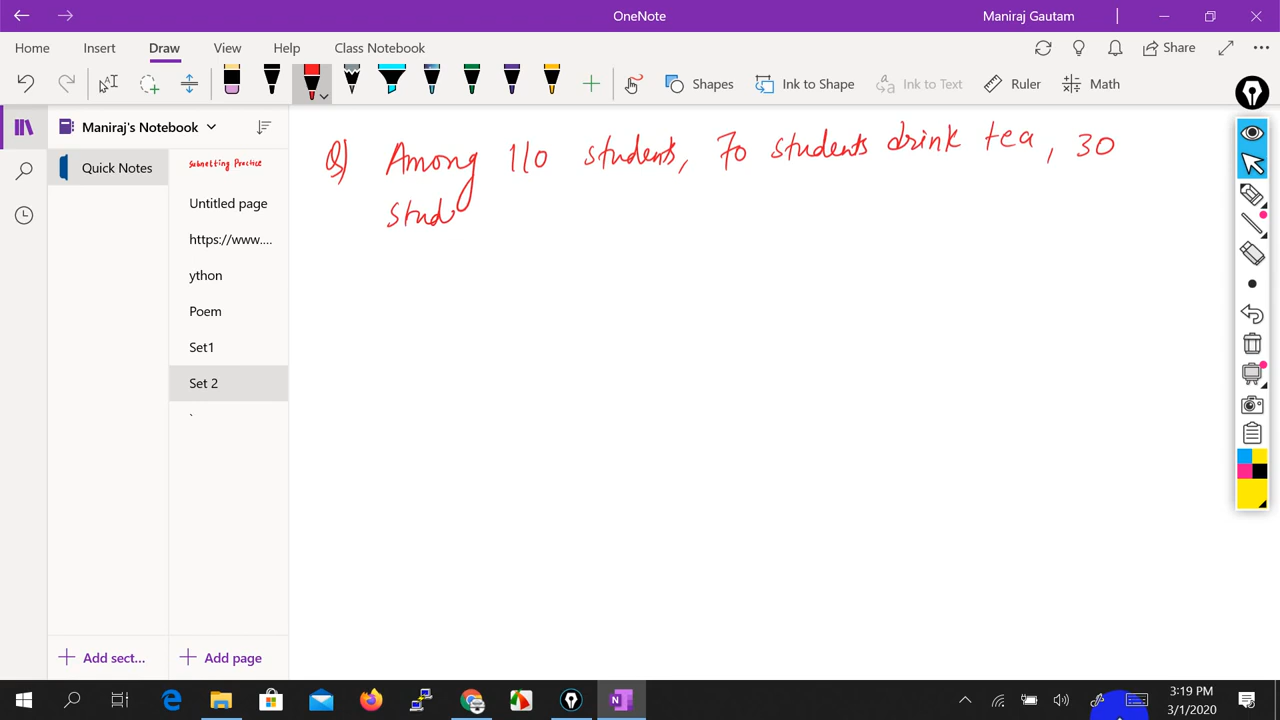 OneNote
Maniraj Gautam
Home Insert Draw View Help Class Notebook Share
Shapes Ink to Shape Ink to Text Ruler Math
Maniraj's Notebook
Quick Notes
Subnetting Practice
Untitled page
https://www....
ython
Poem
Set1
Set 2
`
Q) Among 110 students, 70 students drink tea, 30
stud
Add sect... Add page
3:19 PM
3/1/2020